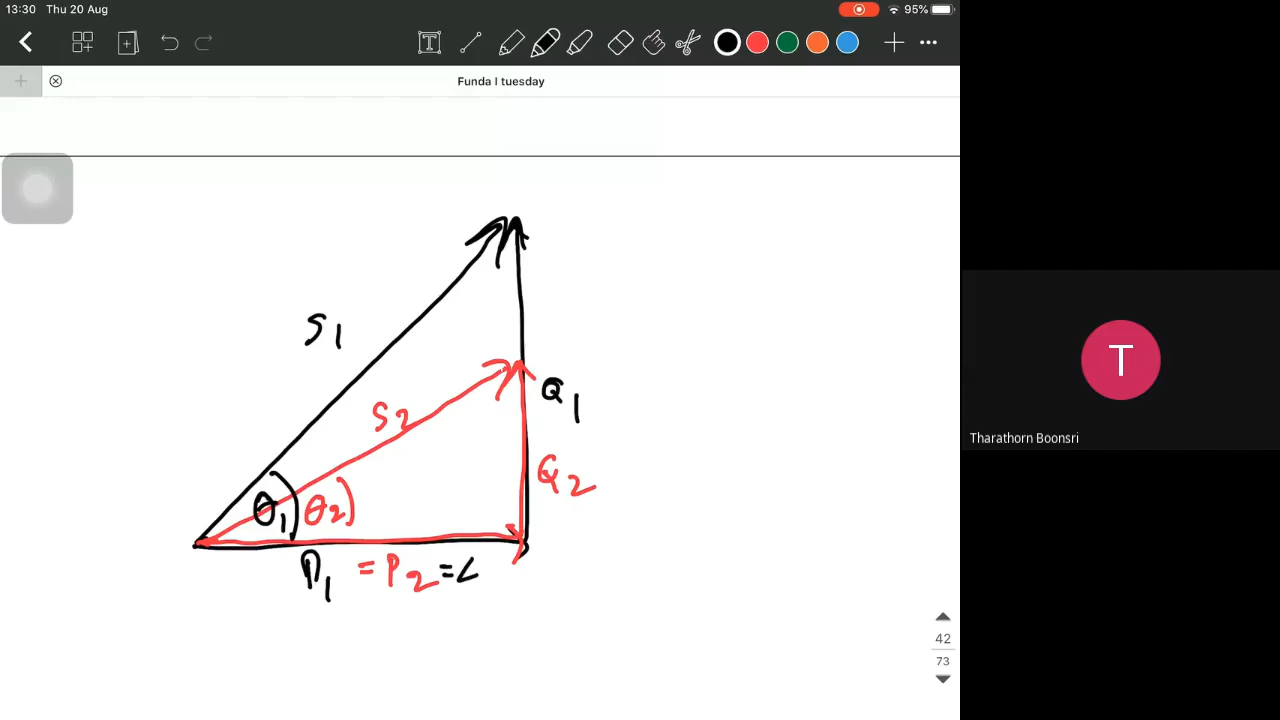 13:30 Thu 20 Aug
95%
T
Funda I tuesday
S1
Q1
S2
Q2
θ1 θ2
P1 = P2 = L
T
Tharathorn Boonsri
42
73